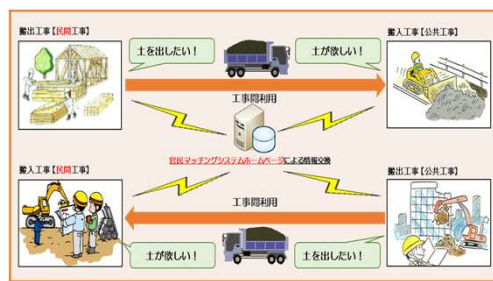 搬出工事【民間工事】
土を出したい！
土が欲しい！
搬入工事【公共工事】
工事間利用
官民マッチングシステムホームページによる情報交換
搬入工事【民間工事】
搬出工事【公共工事】
工事間利用
土が欲しい！
土を出したい！